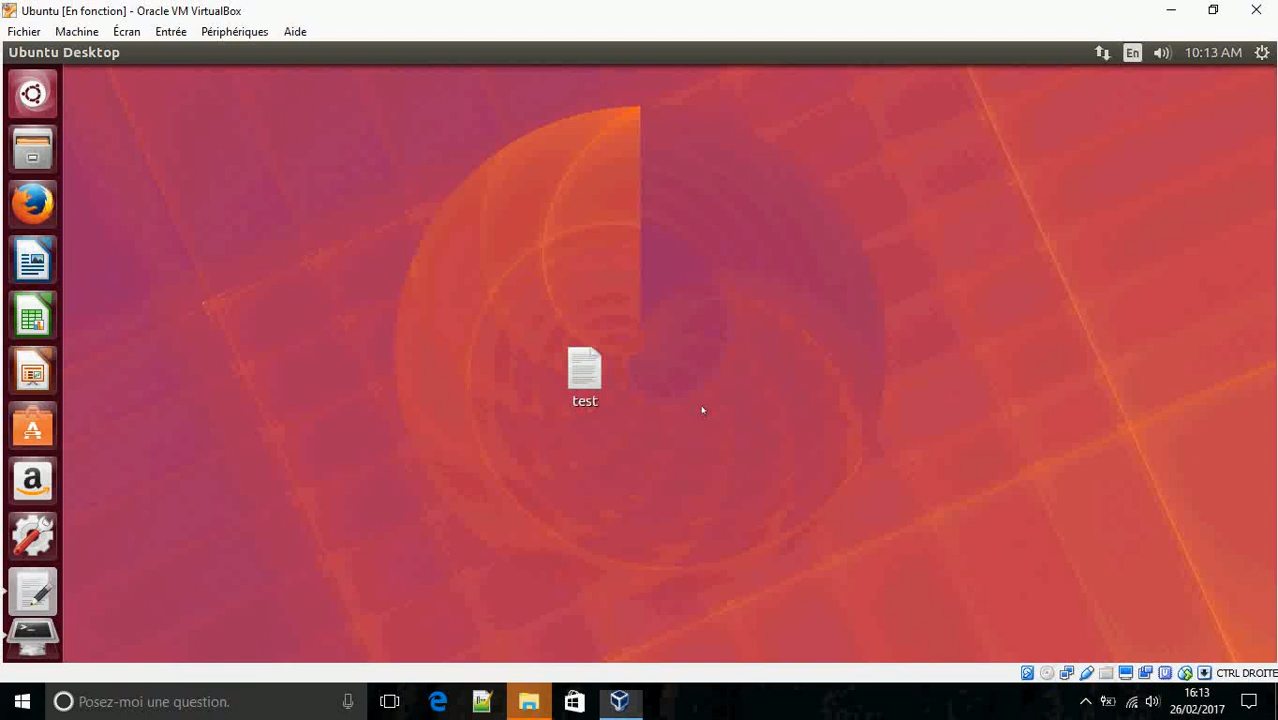 Ubuntu [En fonction] - Oracle VM VirtualBox
Fichier Machine Écran Entrée Périphériques Aide
Ubuntu Desktop
En
10:13 AM
test
CTRL DROITE
Posez-moi une question.
16:13
26/02/2017